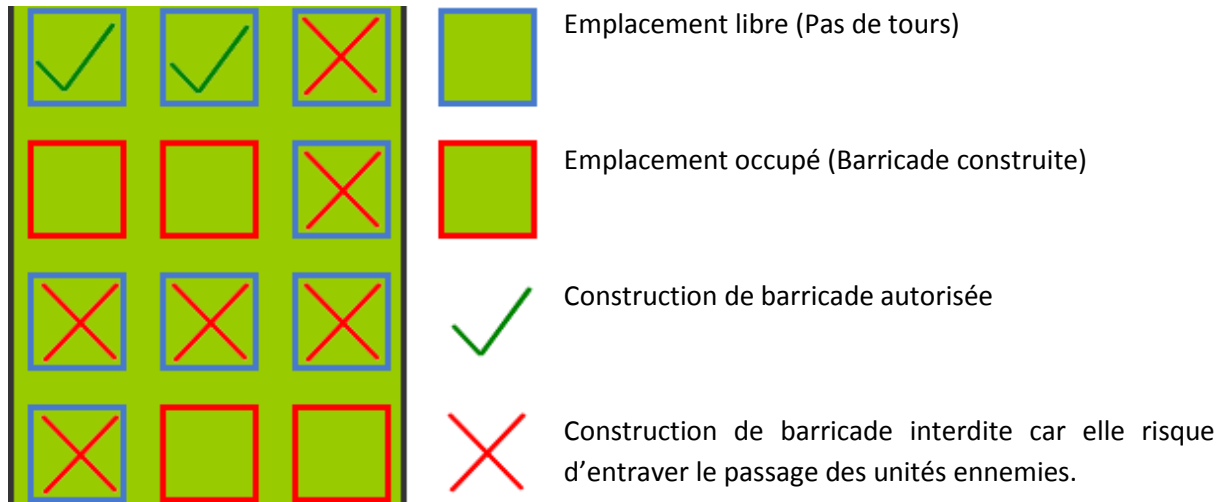 Emplacement libre (Pas de tours)
Emplacement occupé (Barricade construite)
Construction de barricade autorisée
Construction de barricade interdite car elle risque
d’entraver le passage des unités ennemies.